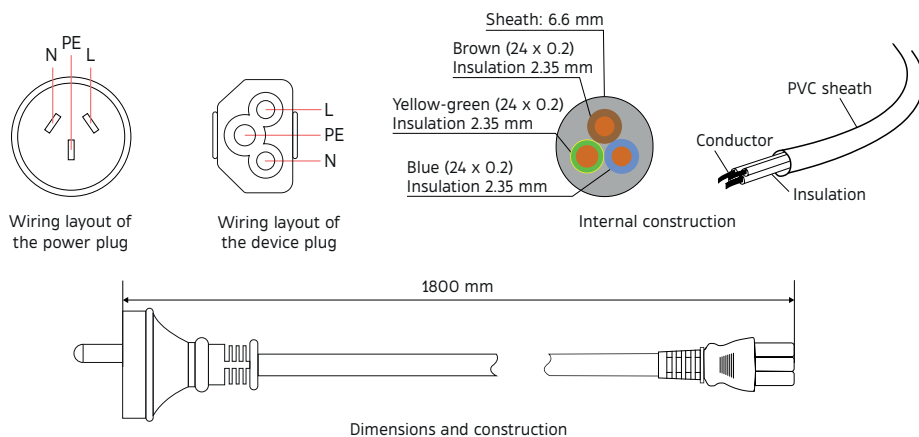 N
PE
L
Wiring layout of
the power plug
L
PE
N
Wiring layout of
the device plug
Sheath: 6.6 mm
Brown (24 x 0.2)
Insulation 2.35 mm
Yellow-green (24 x 0.2)
Insulation 2.35 mm
Blue (24 x 0.2)
Insulation 2.35 mm
Internal construction
PVC sheath
Conductor
Insulation
1800 mm
Dimensions and construction